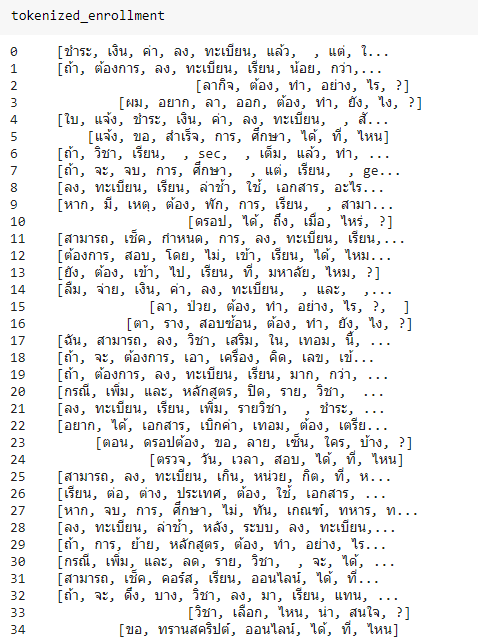 tokenized_enrollment
0 [ชำระ, เงิน, ค่า, ลง, ทะเบียน, แล้ว, , แต่, ใ...
1 [ถ้า, ต้องการ, ลง, ทะเบียน, เรียน, น้อย, กว่า,...
2 [ลากิจ, ต้อง, ทำ, อย่าง, ไร, ?]
3 [ผม, อยาก, ลา, ออก, ต้อง, ทำ, ยัง, ไง, ?]
4 [ใบ, แจ้ง, ชำระ, เงิน, ค่า, ลง, ทะเบียน, , สั...
5 [แจ้ง, ขอ, สำเร็จ, การ, ศึกษา, ได้, ที่, ไหน]
6 [ถ้า, วิชา, เรียน, , sec, , เต็ม, แล้ว, ทำ, ...
7 [ถ้า, จะ, จบ, การ, ศึกษา, , แต่, เรียน, , ge...
8 [ลง, ทะเบียน, เรียน, ล่าช้า, ใช้, เอกสาร, อะไร...
9 [หาก, มี, เหตุ, ต้อง, พัก, การ, เรียน, , สามา...
10 [ดรอป, ได้, ถึง, เมื่อ, ไหร่, ?]
11 [สามารถ, เช็ค, กำหนด, การ, ลง, ทะเบียน, เรียน,...
12 [ต้องการ, สอบ, โดย, ไม่, เข้า, เรียน, ได้, ไหม...
13 [ยัง, ต้อง, เข้า, ไป, เรียน, ที่, มหาลัย, ไหม, ?]
14 [ลืม, จ่าย, เงิน, ค่า, ลง, ทะเบียน, , และ, ,...
15 [ลา, ป่วย, ต้อง, ทำ, อย่าง, ไร, ?, ]
16 [ตา, ราง, สอบซ้อน, ต้อง, ทำ, ยัง, ไง, ?]
17 [ฉัน, สามารถ, ลง, วิชา, เสริม, ใน, เทอม, นี้, ...
18 [ถ้า, จะ, ต้องการ, เอา, เครื่อง, คิด, เลข, เข้...
19 [ถ้า, ต้องการ, ลง, ทะเบียน, เรียน, มาก, กว่า, ...
20 [กรณี, เพิ่ม, และ, หลักสูตร, ปิด, ราย, วิชา, ...
21 [ลง, ทะเบียน, เรียน, เพิ่ม, รายวิชา, , ชำระ, ...
22 [อยาก, ได้, เอกสาร, เบิกค่า, เทอม, ต้อง, เตรีย...
23 [ตอน, ดรอปต้อง, ขอ, ลาย, เซ็น, ใคร, บ้าง, ?]
24 [ตรวจ, วัน, เวลา, สอบ, ได้, ที่, ไหน]
25 [สามารถ, ลง, ทะเบียน, เกิน, หน่วย, กิต, ที่, ห...
26 [เรียน, ต่อ, ต่าง, ประเทศ, ต้อง, ใช้, เอกสาร, ...
27 [หาก, จบ, การ, ศึกษา, ไม่, ทัน, เกณฑ์, ทหาร, ท...
28 [ลง, ทะเบียน, ล่าช้า, หลัง, ระบบ, ลง, ทะเบียน,...
29 [ถ้า, การ, ย้าย, หลักสูตร, ต้อง, ทำ, อย่าง, ไร...
30 [กรณี, เพิ่ม, และ, ลด, ราย, วิชา, , จะ, ได้, ...
31 [สามารถ, เช็ค, คอร์ส, เรียน, ออนไลน์, ได้, ที่...
32 [ถ้า, จะ, ดึง, บาง, วิชา, ลง, มา, เรียน, แทน, ...
33 [วิชา, เลือก, ไหน, น่า, สนใจ, ?]
34 [ขอ, ทรานสคริปต์, ออนไลน์, ได้, ที่, ไหน]